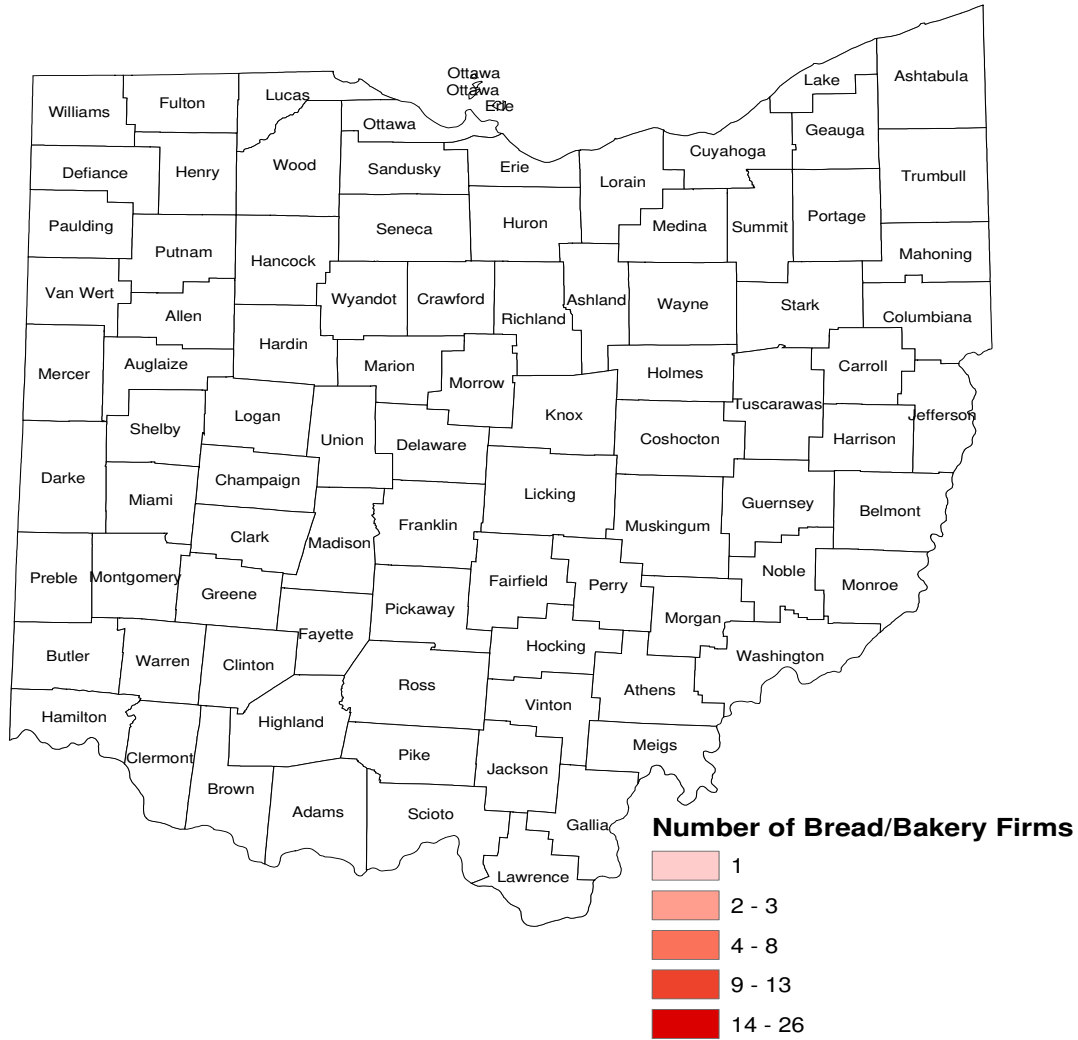 Ottawa
Lake
Ashtabula
Ottawa
Lucas
Erie
Williams
Fulton
Ottawa
Geauga
Cuyahoga
Wood
Defiance
Henry
Sandusky
Erie
Lorain
Trumbull
Paulding
Seneca
Huron
Medina
Summit
Portage
Putnam
Hancock
Mahoning
Van Wert
Wyandot
Crawford
Ashland
Wayne
Stark
Allen
Richland
Columbiana
Hardin
Mercer
Auglaize
Marion
Morrow
Holmes
Carroll
Tuscarawas
Logan
Knox
Jefferson
Shelby
Union
Delaware
Coshocton
Harrison
Darke
Champaign
Miami
Licking
Guernsey
Belmont
Clark
Madison
Franklin
Muskingum
Preble
Montgomery
Greene
Fairfield
Perry
Noble
Monroe
Pickaway
Morgan
Fayette
Hocking
Butler
Warren
Clinton
Washington
Ross
Athens
Vinton
Hamilton
Highland
Meigs
Clermont
Pike
Jackson
Brown
Adams
Scioto
Gallia
Lawrence
Number of Bread/Bakery Firms
1
2 - 3
4 - 8
9 - 13
14 - 26